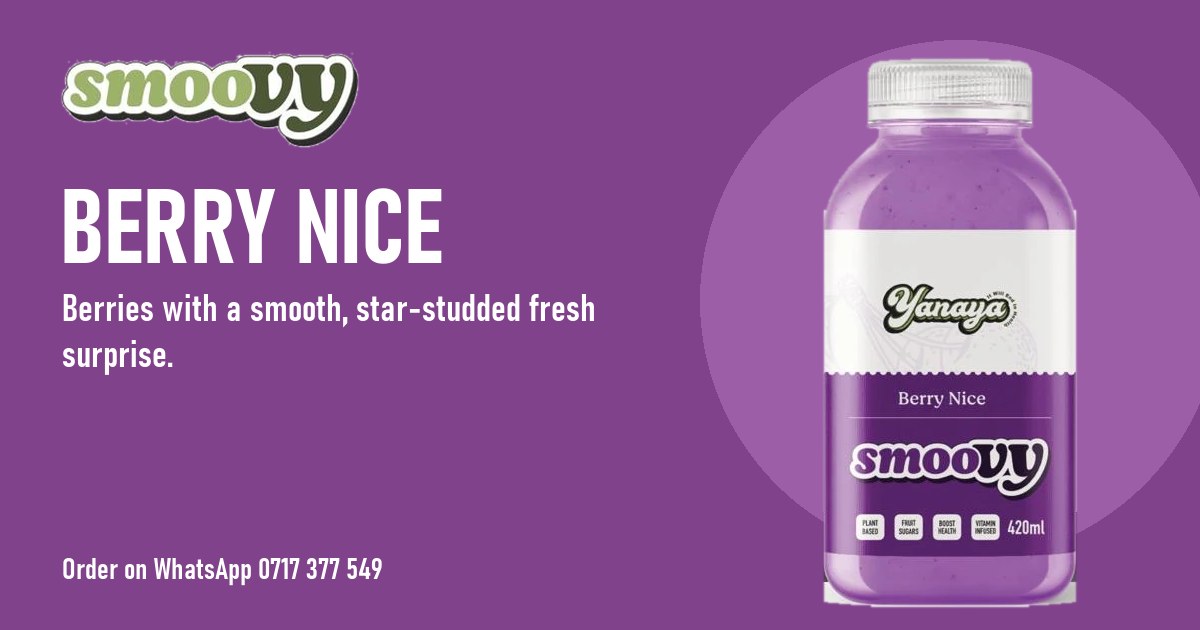 smoovy
BERRY NICE
Berries with a smooth, star-studded fresh
surprise.
Order on WhatsApp 0717 377 549
Yanaya
Berry Nice
smoovy
PLANT
BASED
FRUIT
SUGARS
BOOST
HEALTH
VITAMIN
INFUSED
420ml